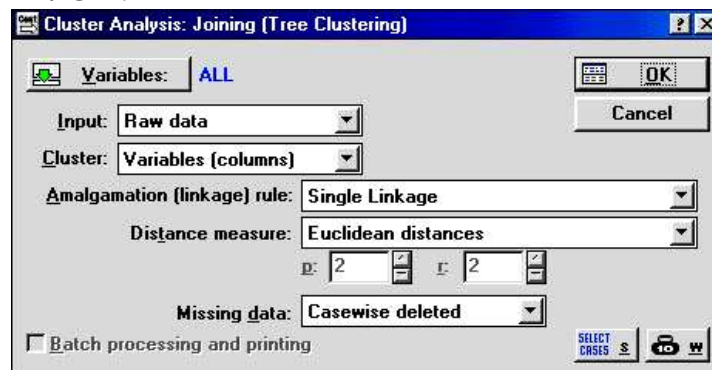 Cluster Analysis: Joining (Tree Clustering)
Variables: ALL
OK
Input: Raw data
Cancel
Cluster: Variables (columns)
Amalgamation (linkage) rule: Single Linkage
Distance measure: Euclidean distances
p: 2 r: 2
Missing data: Casewise deleted
Batch processing and printing
SELECT CASES S W